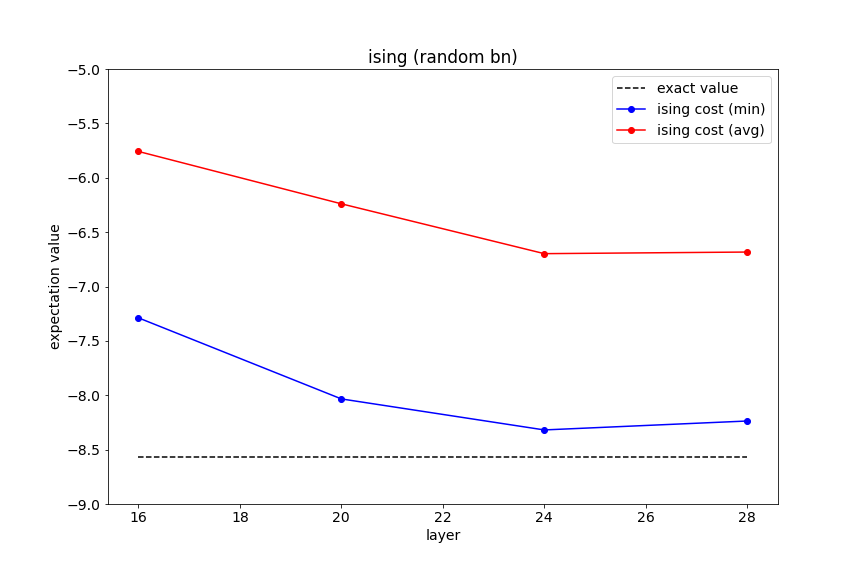 ising (random bn)
−5.0
−5.5
−6.0
−6.5
−7.0
−7.5
−8.0
−8.5
−9.0
expectation value
exact value
ising cost (min)
ising cost (avg)
16 18 20 22 24 26 28
layer